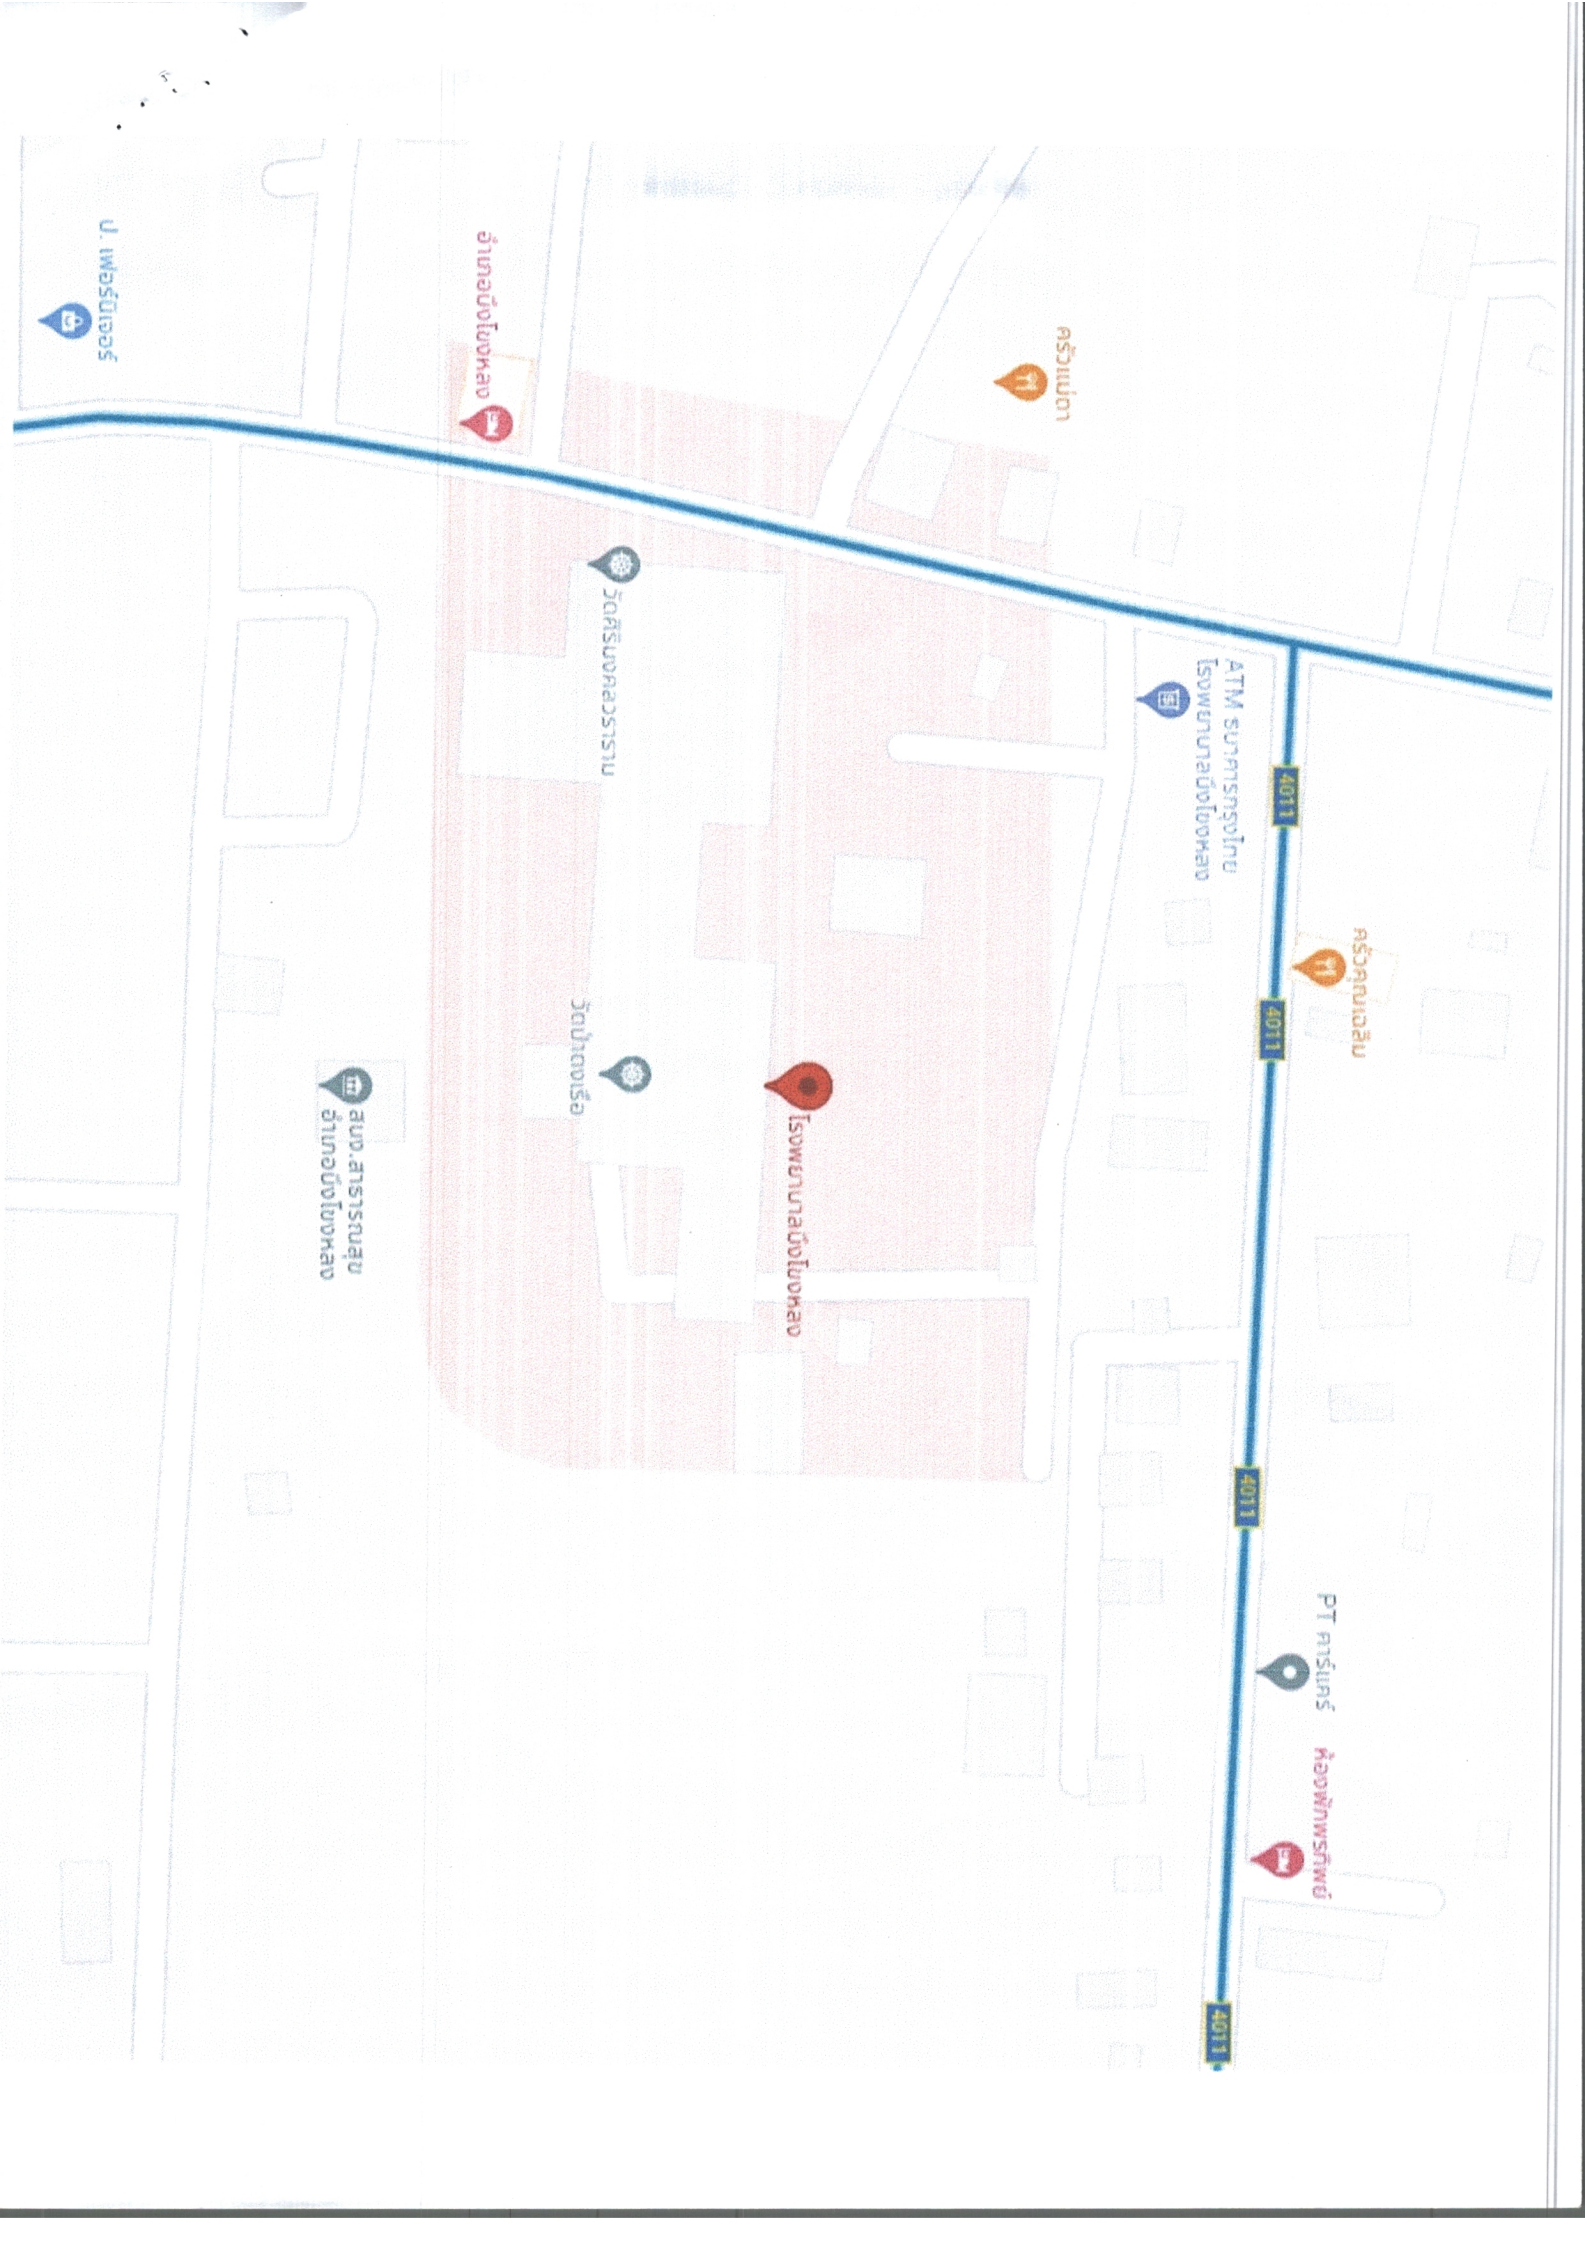 ครัวคุณเฉลิม
PT คาร์แคร์
ห้องพักพรทิพย์
4011
4011
4011
4011
ATM ธนาคารกรุงไทย
โรงพยาบาลบึงโขงหลง
ครัวแม่ถา
โรงพยาบาลบึงโขงหลง
วัดศิริมงคลวราราม
วัดป่าดงเรือ
อำเภอบึงโขงหลง
สนง.สาธารณสุข
อำเภอบึงโขงหลง
ป. เฟอร์นิเจอร์